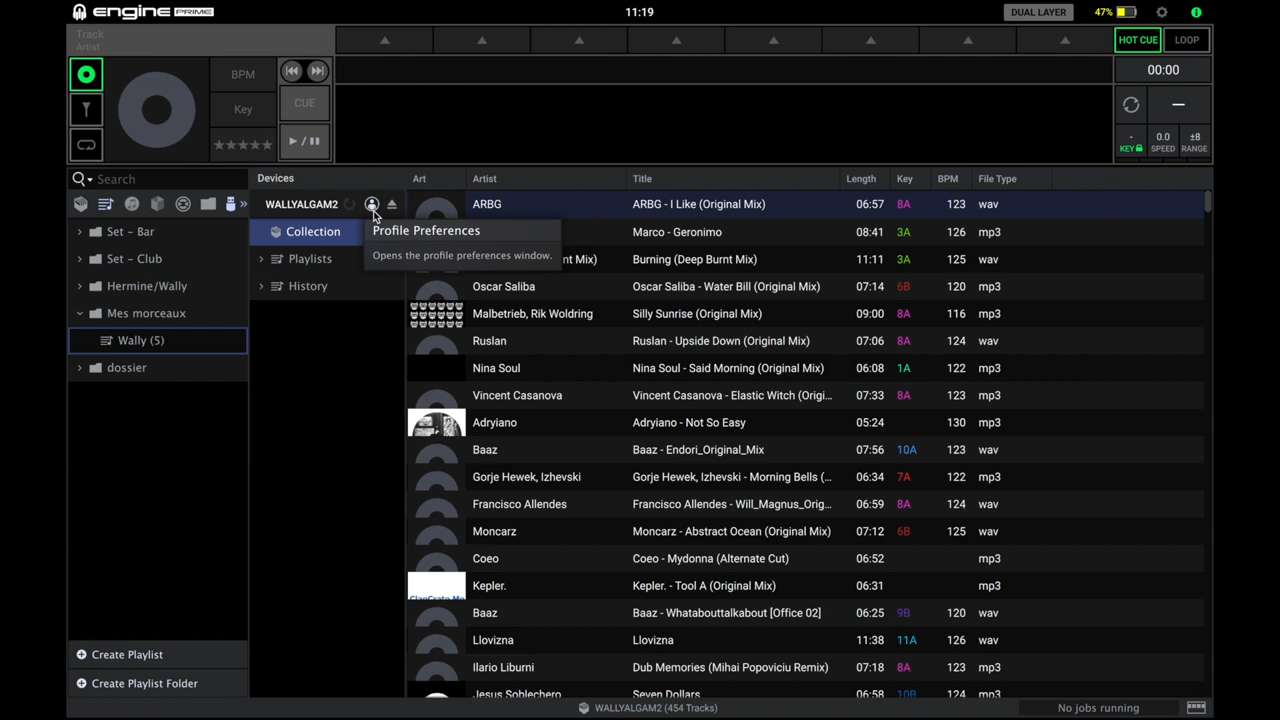 engine PRIME 11:19 DUAL LAYER 47%
Track
Artist
HOT CUE LOOP
BPM
00:00
Key CUE
- 0.0 ±8
KEY SPEED RANGE
Search Devices Art Artist Title Length Key BPM File Type
WALLYALGAM2 ARBG ARBG - I Like (Original Mix) 06:57 8A 123 wav
Set - Bar Collection Profile Preferences Marco - Geronimo 08:41 3A 126 mp3
Opens the profile preferences window.
Set - Club Playlists nt Mix) Burning (Deep Burnt Mix) 11:11 3A 125 wav
Hermine/Wally History Oscar Saliba Oscar Saliba - Water Bill (Original Mix) 07:14 6B 120 mp3
Mes morceaux Malbetrieb, Rik Woldring Silly Sunrise (Original Mix) 09:00 8A 116 mp3
Wally (5) Ruslan Ruslan - Upside Down (Original Mix) 07:06 8A 124 wav
dossier Nina Soul Nina Soul - Said Morning (Original Mix) 06:08 1A 122 mp3
Vincent Casanova Vincent Casanova - Elastic Witch (Origi... 07:33 8A 123 wav
Adryiano Adryiano - Not So Easy 05:24 130 mp3
Baaz Baaz - Endori_Original_Mix 07:56 10A 123 wav
Gorje Hewek, Izhevski Gorje Hewek, Izhevski - Morning Bells (... 06:34 7A 122 mp3
Francisco Allendes Francisco Allendes - Will_Magnus_Orig... 06:59 8A 124 wav
Moncarz Moncarz - Abstract Ocean (Original Mix) 07:12 6B 125 wav
Coeo Coeo - Mydonna (Alternate Cut) 06:52 mp3
Kepler. Kepler. - Tool A (Original Mix) 06:31 mp3
Baaz Baaz - Whatabouttalkabout [Office 02] 06:25 9B 120 wav
Llovizna Llovizna 11:38 11A 126 wav
Create Playlist Ilario Liburni Dub Memories (Mihai Popoviciu Remix) 07:18 8A 123 mp3
Create Playlist Folder Jesus Soblechero Seven Dollars 06:58 10B 124 mp3
WALLYALGAM2 (454 Tracks) No jobs running